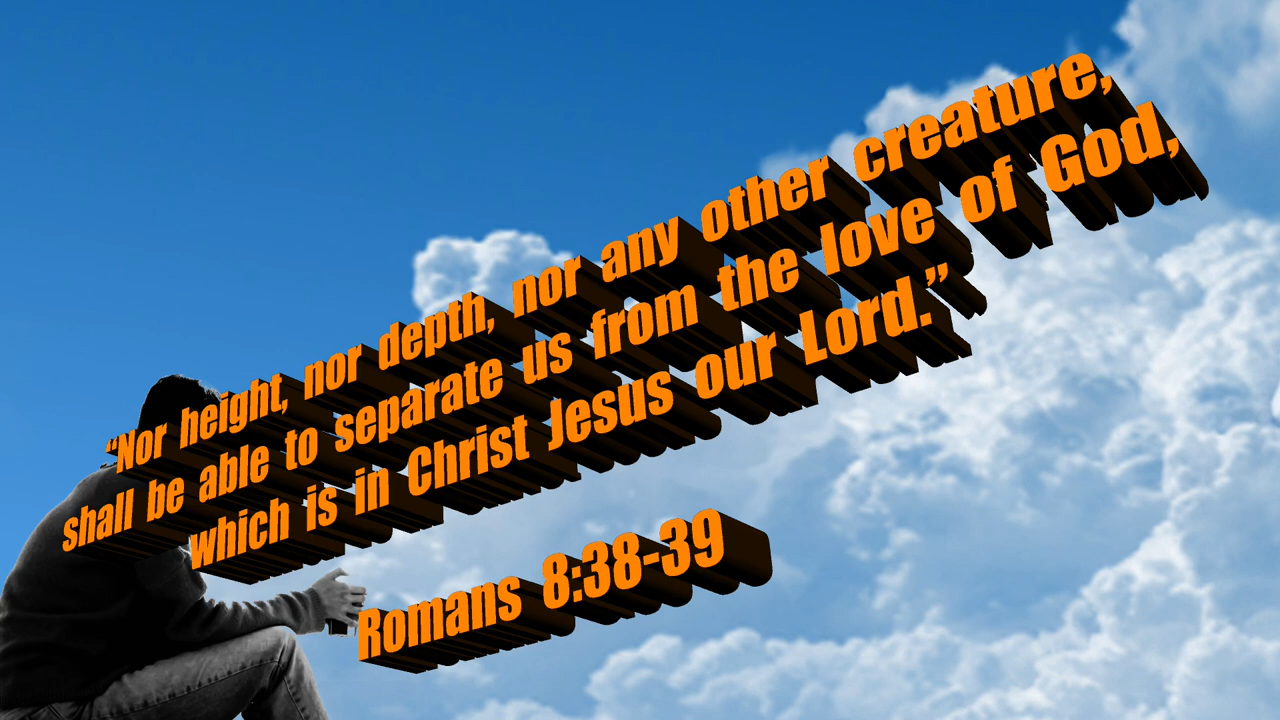 “Nor height, nor depth, nor any other creature,
shall be able to separate us from the love of God,
which is in Christ Jesus our Lord.”
Romans 8:38-39